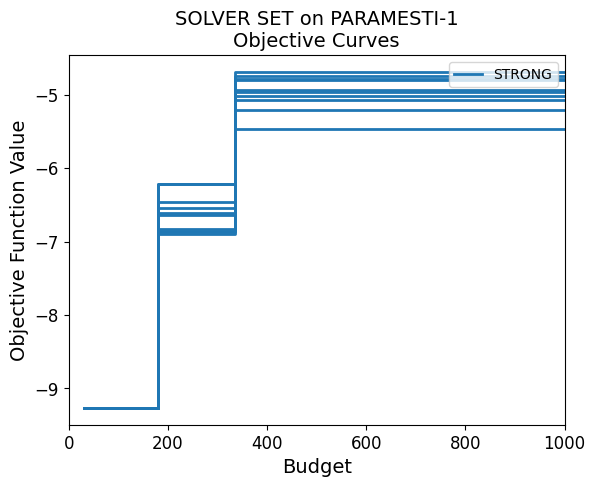 SOLVER SET on PARAMESTI-1
Objective Curves
STRONG
Objective Function Value
−5
−6
−7
−8
−9
0 200 400 600 800 1000
Budget